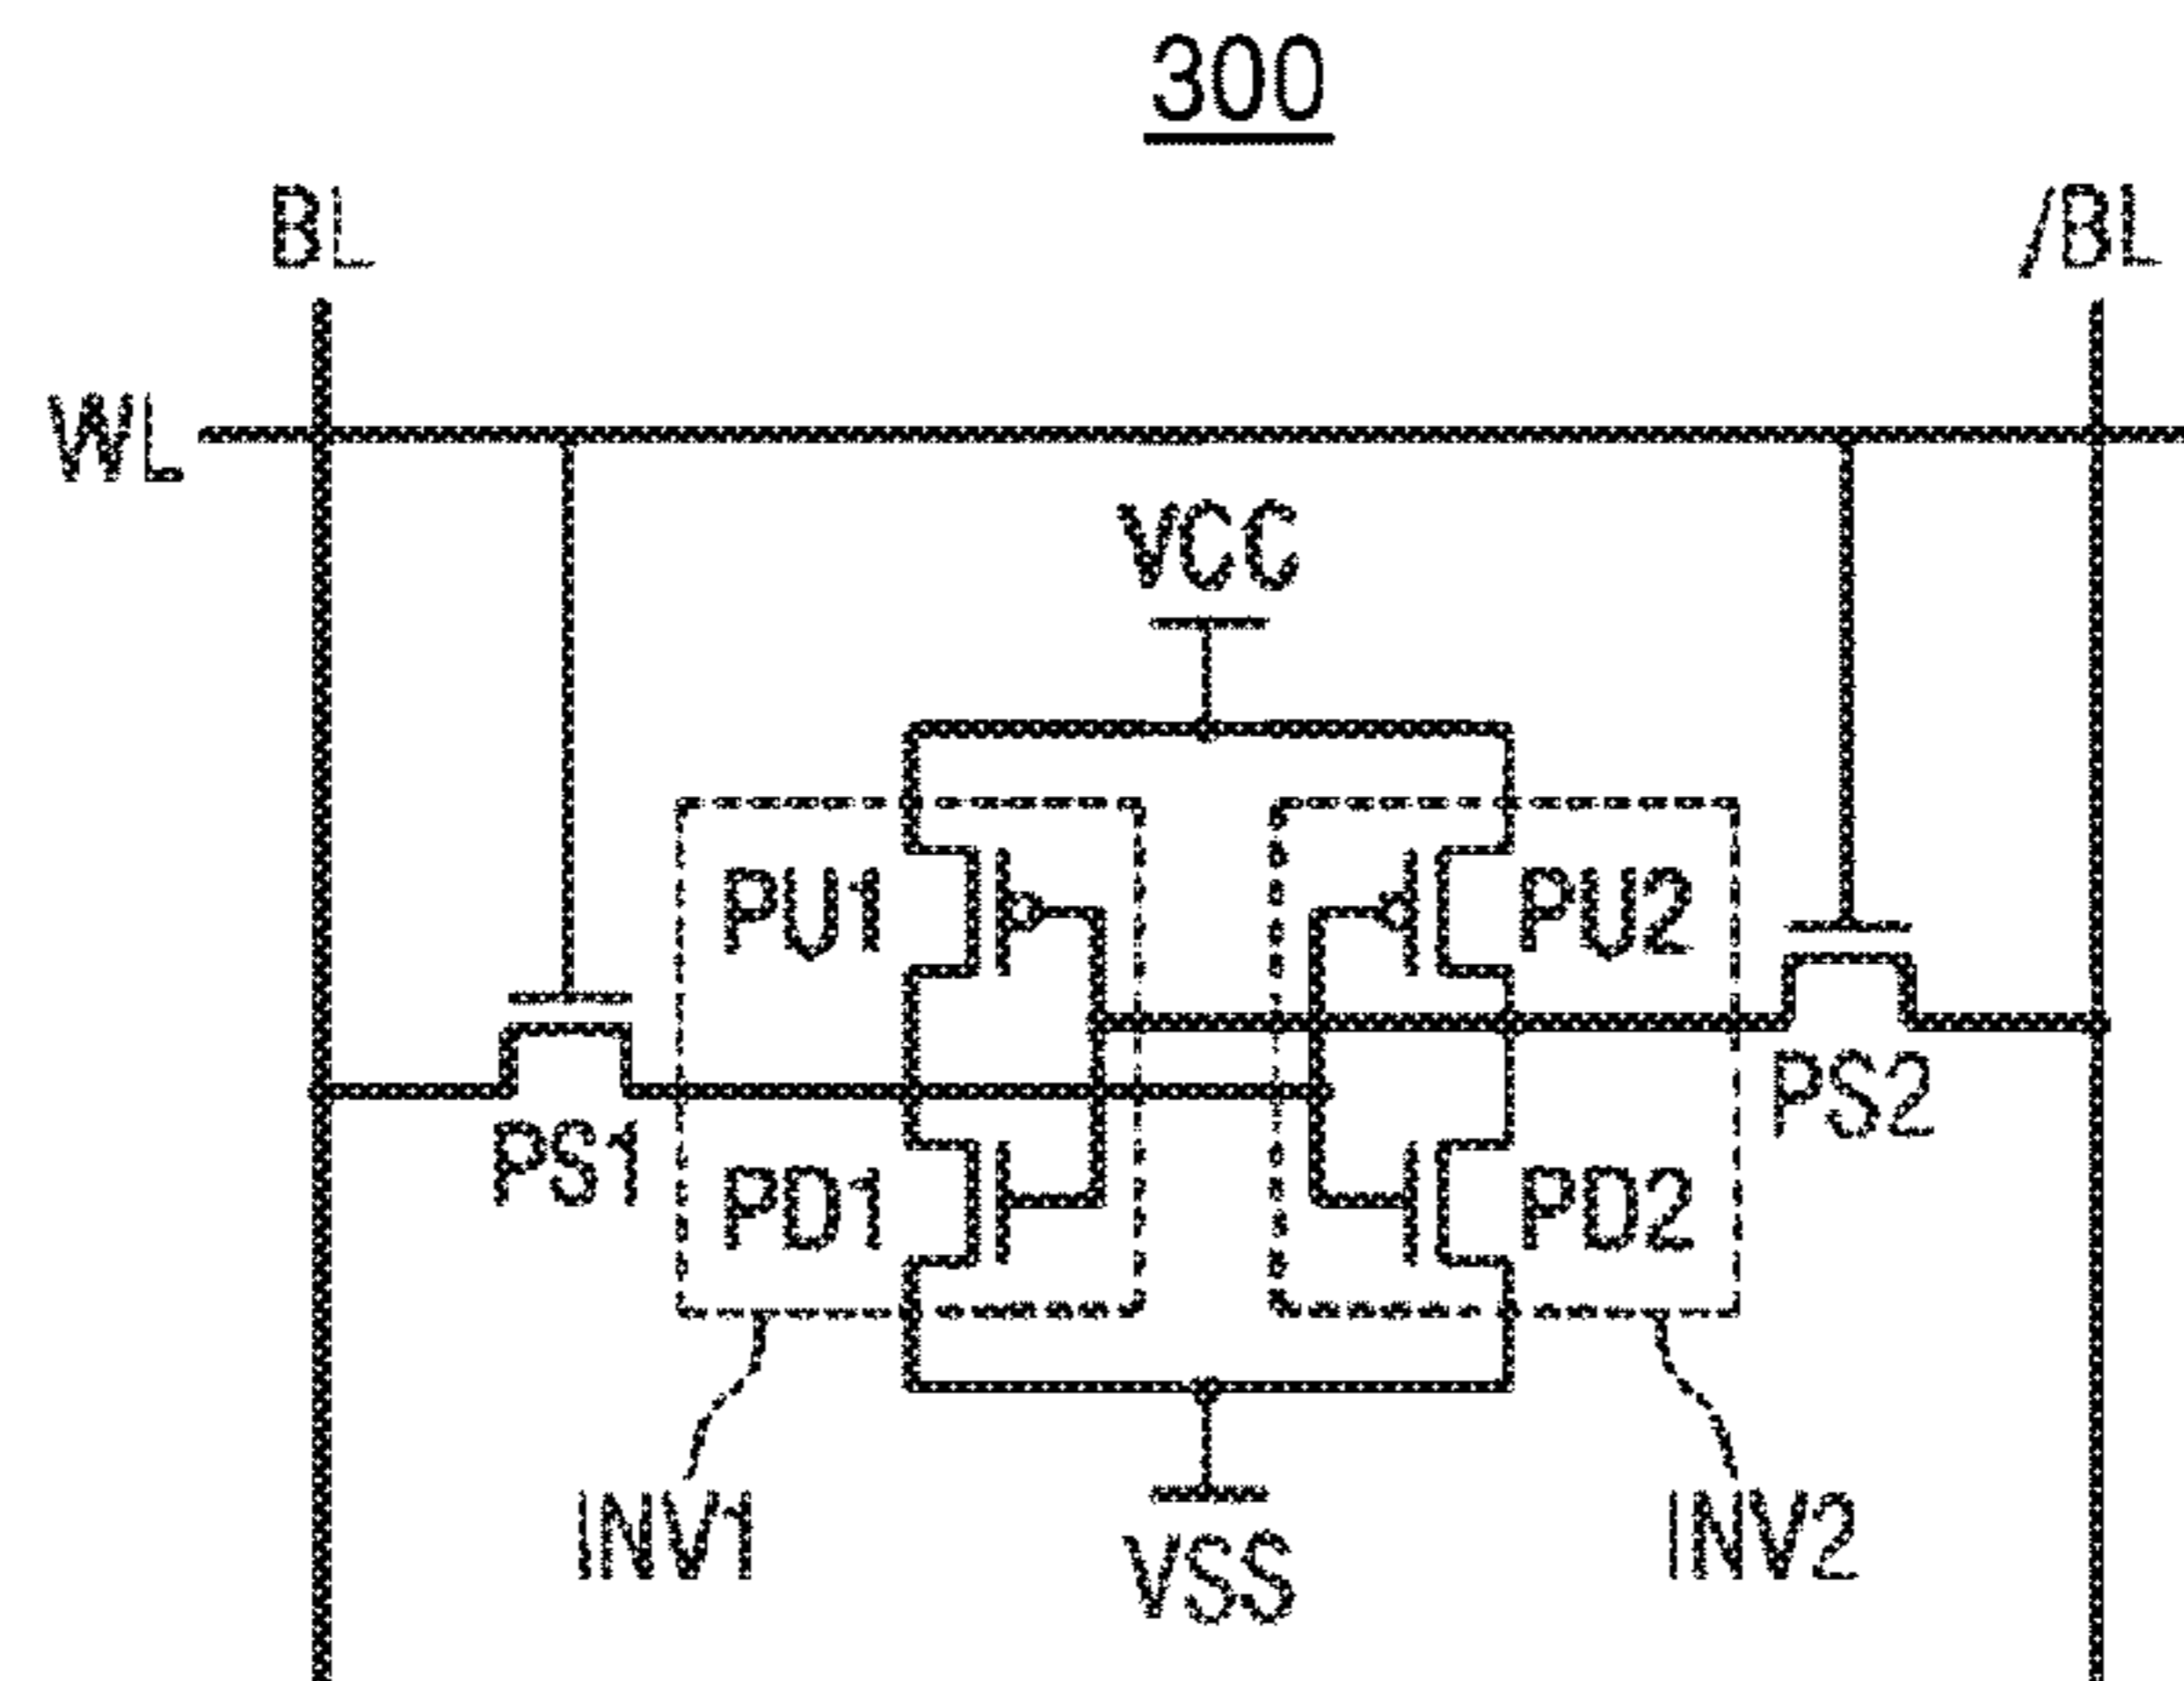 300
BL
/BL
WL
VCC
PU1
PU2
PS1
PS2
PD1
PD2
INV1
INV2
VSS